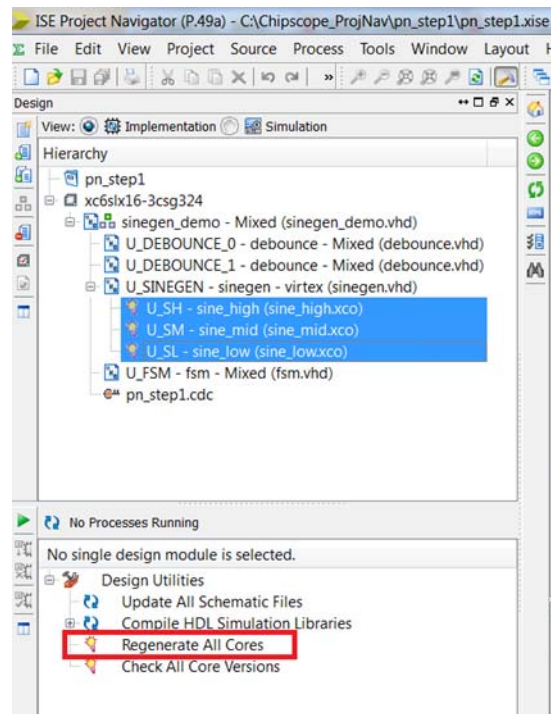 ISE Project Navigator (P.49a) - C:\Chipscope_ProjNav\pn_step1\pn_step1.xise
File Edit View Project Source Process Tools Window Layout
Design
View: Implementation Simulation
Hierarchy
pn_step1
xc6slx16-3csg324
sinegen_demo - Mixed (sinegen_demo.vhd)
U_DEBOUNCE_0 - debounce - Mixed (debounce.vhd)
U_DEBOUNCE_1 - debounce - Mixed (debounce.vhd)
U_SINEGEN - sinegen - virtex (sinegen.vhd)
U_SH - sine_high (sine_high.xco)
U_SM - sine_mid (sine_mid.xco)
U_SL - sine_low (sine_low.xco)
U_FSM - fsm - Mixed (fsm.vhd)
pn_step1.cdc
No Processes Running
No single design module is selected.
Design Utilities
Update All Schematic Files
Compile HDL Simulation Libraries
Regenerate All Cores
Check All Core Versions